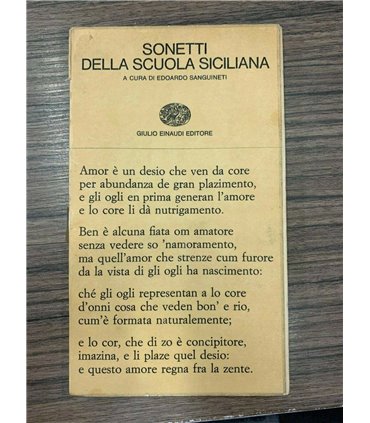 SONETTI
DELLA SCUOLA SICILIANA
A CURA DI EDOARDO SANGUINETI
GIULIO EINAUDI EDITORE
Amor è un desio che ven da core
per abundanza de gran plazimento,
e gli ogli en prima generan l'amore
e lo core li dà nutrigamento.
Ben è alcuna fiata om amatore
senza vedere so 'namoramento,
ma quell'amor che strenze cum furore
da la vista di gli ogli ha nascimento:
ché gli ogli representan a lo core
d'onni cosa che veden bon' e rio,
cum'è formata naturalemente;
e lo cor, che di zo è concipitore,
imazina, e li plaze quel desio:
e questo amore regna fra la zente.